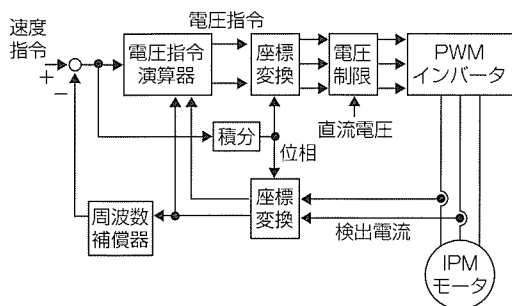 速度
指令
+
−
電圧指令
演算器
電圧指令
座標
変換
電圧
制限
PWM
インバータ
直流電圧
積分
位相
座標
変換
周波数
補償器
検出電流
IPM
モータ